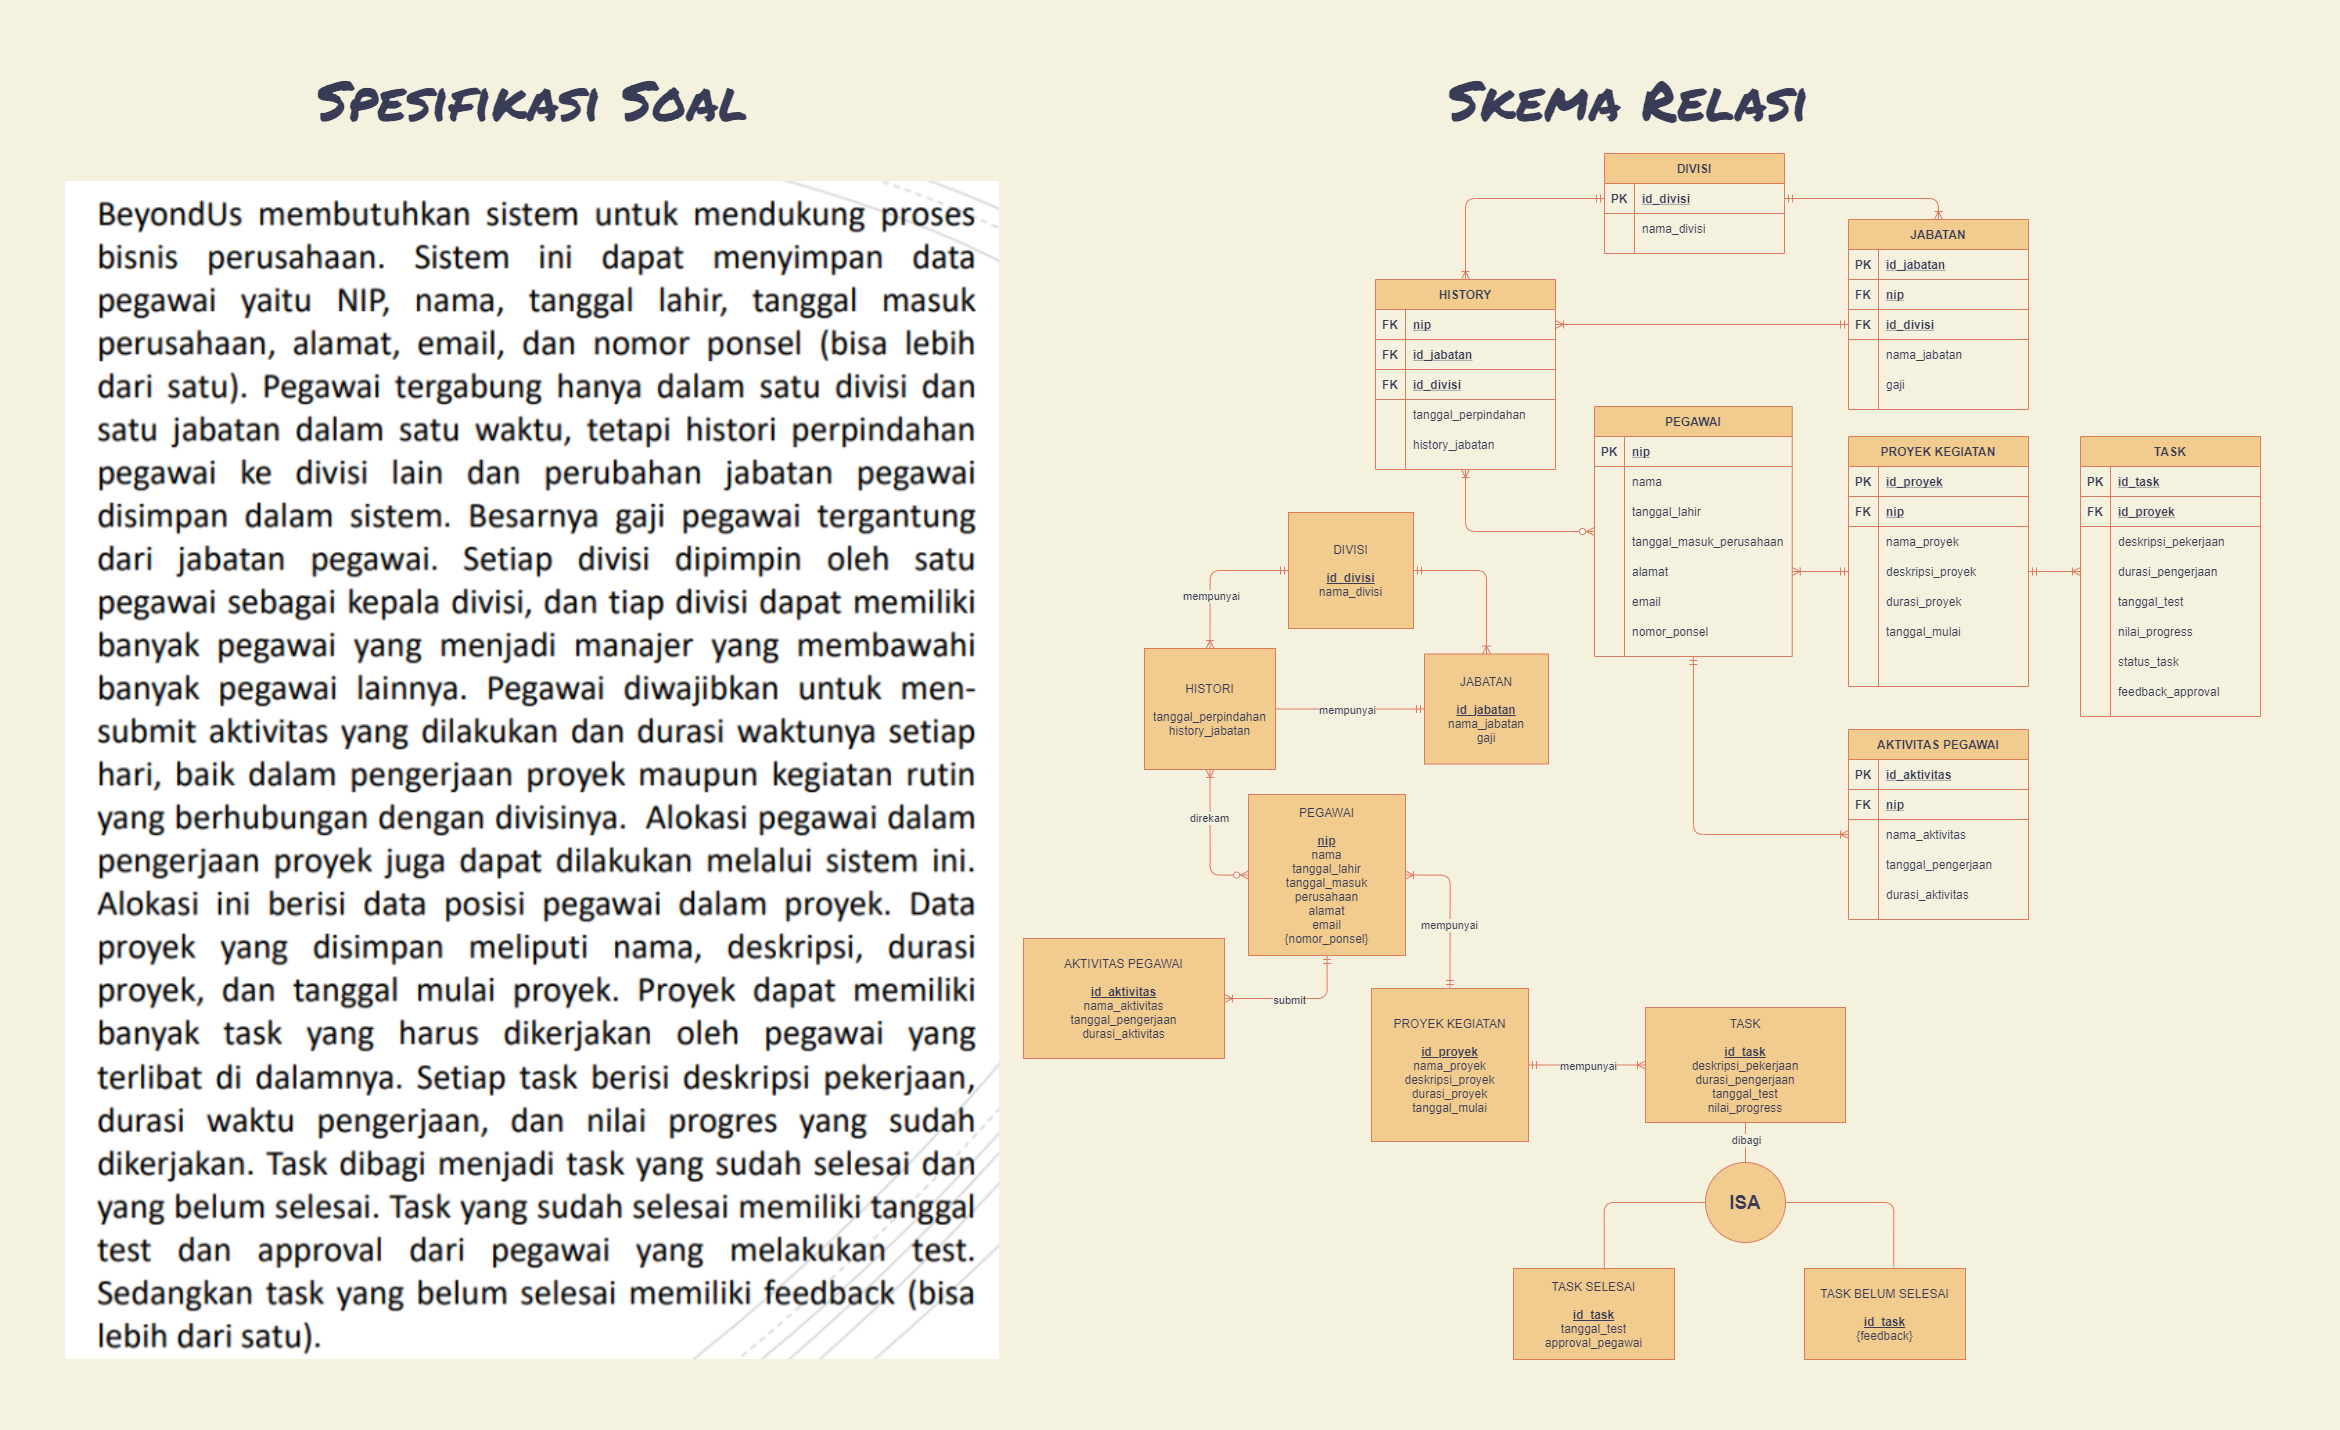 SPESIFIKASI SOAL
BeyondUs membutuhkan sistem untuk mendukung proses
bisnis perusahaan. Sistem ini dapat menyimpan data
pegawai yaitu NIP, nama, tanggal lahir, tanggal masuk
perusahaan, alamat, email, dan nomor ponsel (bisa lebih
dari satu). Pegawai tergabung hanya dalam satu divisi dan
satu jabatan dalam satu waktu, tetapi histori perpindahan
pegawai ke divisi lain dan perubahan jabatan pegawai
disimpan dalam sistem. Besarnya gaji pegawai tergantung
dari jabatan pegawai. Setiap divisi dipimpin oleh satu
pegawai sebagai kepala divisi, dan tiap divisi dapat memiliki
banyak pegawai yang menjadi manajer yang membawahi
banyak pegawai lainnya. Pegawai diwajibkan untuk men-
submit aktivitas yang dilakukan dan durasi waktunya setiap
hari, baik dalam pengerjaan proyek maupun kegiatan rutin
yang berhubungan dengan divisinya. Alokasi pegawai dalam
pengerjaan proyek juga dapat dilakukan melalui sistem ini.
Alokasi ini berisi data posisi pegawai dalam proyek. Data
proyek yang disimpan meliputi nama, deskripsi, durasi
proyek, dan tanggal mulai proyek. Proyek dapat memiliki
banyak task yang harus dikerjakan oleh pegawai yang
terlibat di dalamnya. Setiap task berisi deskripsi pekerjaan,
durasi waktu pengerjaan, dan nilai progres yang sudah
dikerjakan. Task dibagi menjadi task yang sudah selesai dan
yang belum selesai. Task yang sudah selesai memiliki tanggal
test dan approval dari pegawai yang melakukan test.
Sedangkan task yang belum selesai memiliki feedback (bisa
lebih dari satu).
SKEMA RELASI
DIVISI
PK id_divisi
nama_divisi
JABATAN
PK id_jabatan
FK nip
FK id_divisi
nama_jabatan
gaji
HISTORY
FK nip
FK id_jabatan
FK id_divisi
tanggal_perpindahan
history_jabatan
PEGAWAI
PK nip
nama
tanggal_lahir
tanggal_masuk_perusahaan
alamat
email
nomor_ponsel
PROYEK KEGIATAN
PK id_proyek
FK nip
nama_proyek
deskripsi_proyek
durasi_proyek
tanggal_mulai
TASK
PK id_task
FK id_proyek
deskripsi_pekerjaan
durasi_pengerjaan
tanggal_test
nilai_progress
status_task
feedback_approval
AKTIVITAS PEGAWAI
PK id_aktivitas
FK nip
nama_aktivitas
tanggal_pengerjaan
durasi_aktivitas
DIVISI
id_divisi
nama_divisi
mempunyai
HISTORI
tanggal_perpindahan
history_jabatan
mempunyai
JABATAN
id_jabatan
nama_jabatan
gaji
direkam
PEGAWAI
nip
nama
tanggal_lahir
tanggal_masuk
perusahaan
alamat
email
{nomor_ponsel}
mempunyai
AKTIVITAS PEGAWAI
id_aktivitas
nama_aktivitas
tanggal_pengerjaan
durasi_aktivitas
submit
PROYEK KEGIATAN
id_proyek
nama_proyek
deskripsi_proyek
durasi_proyek
tanggal_mulai
mempunyai
TASK
id_task
deskripsi_pekerjaan
durasi_pengerjaan
tanggal_test
nilai_progress
dibagi
ISA
TASK SELESAI
id_task
tanggal_test
approval_pegawai
TASK BELUM SELESAI
id_task
{feedback}